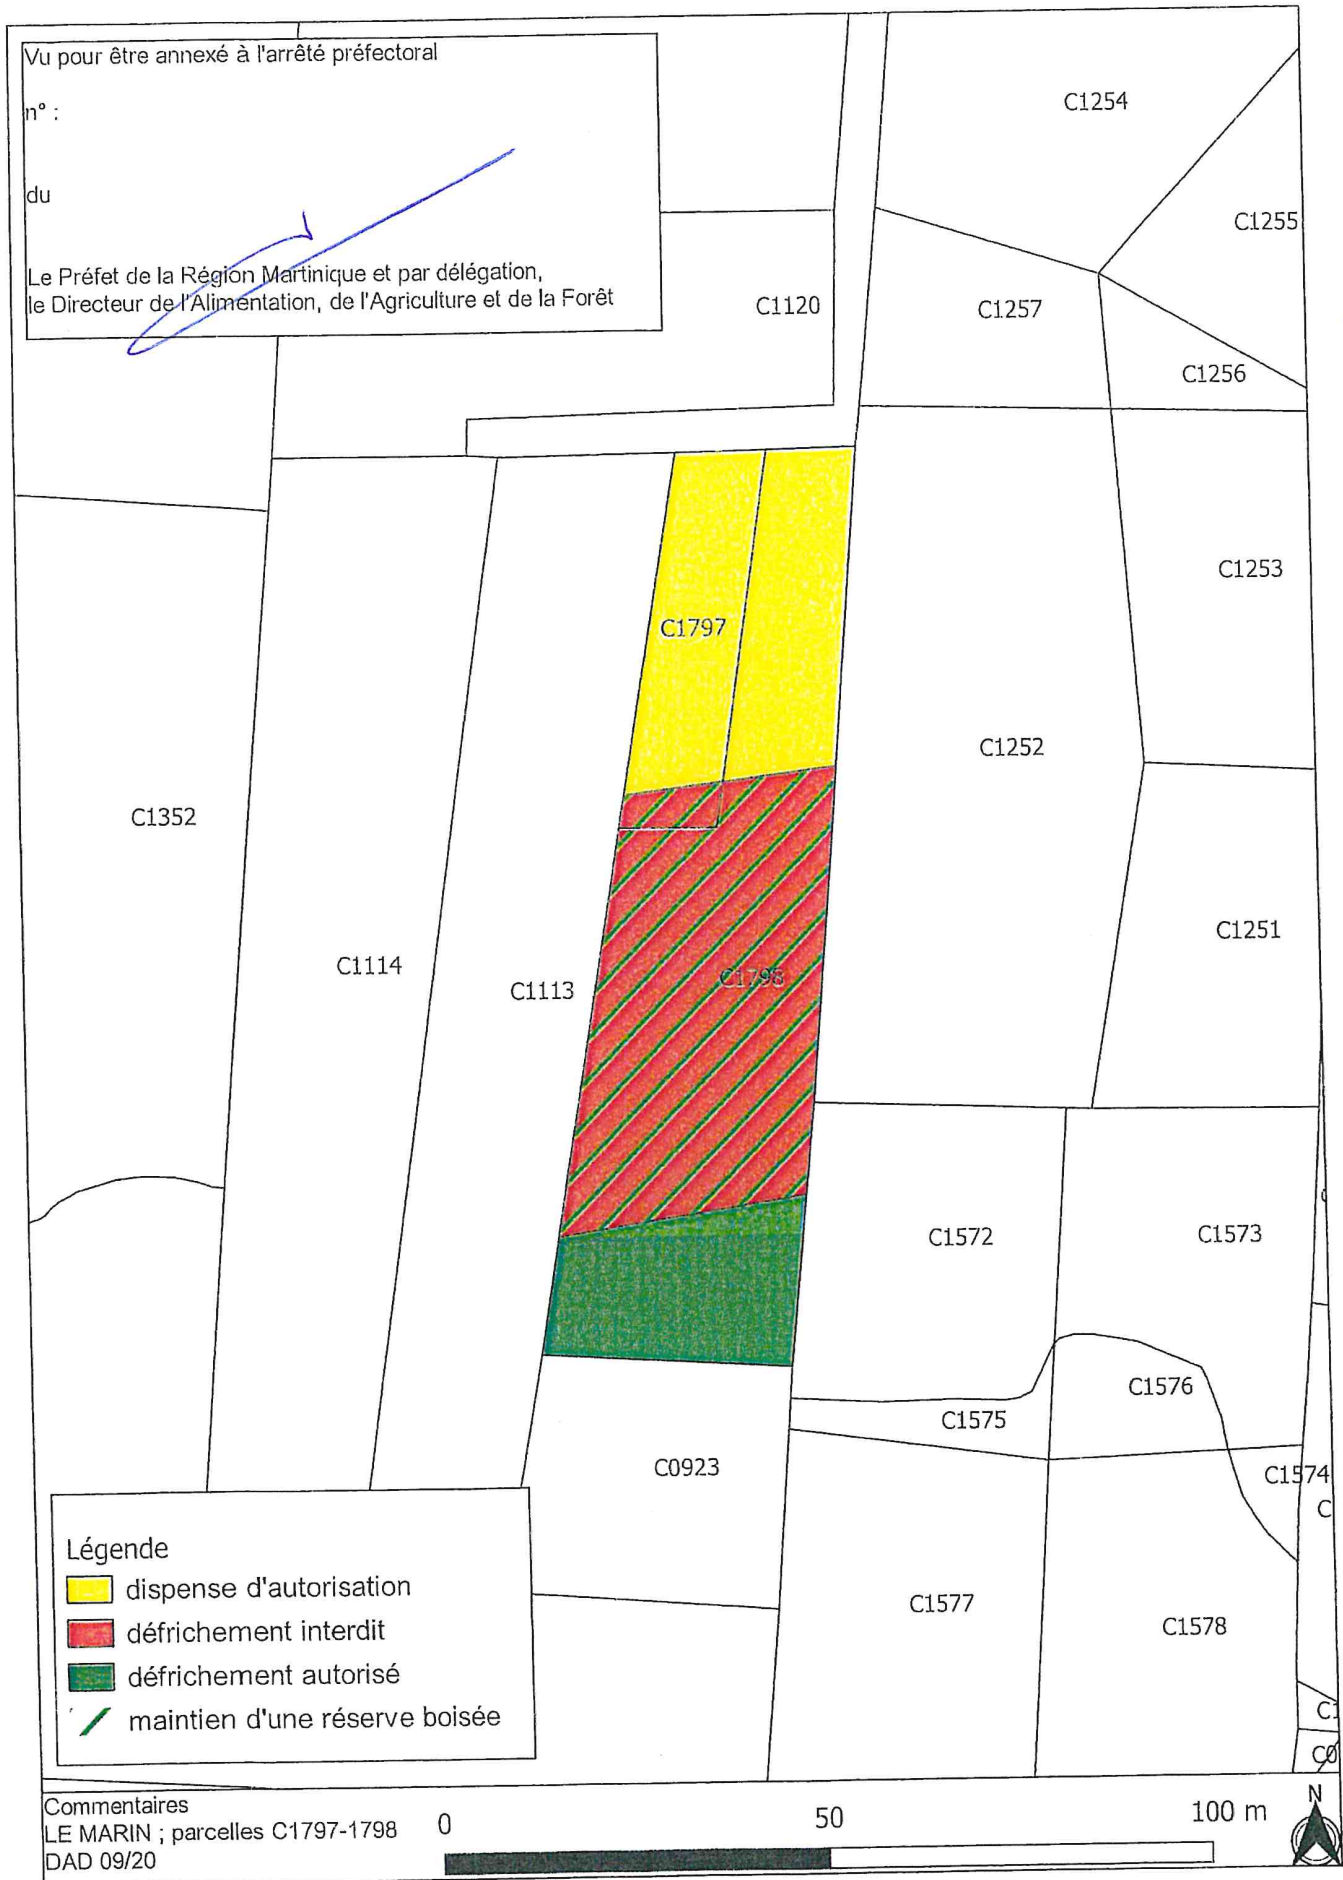 Vu pour être annexé à l'arrêté préfectoral
n° :
du
Le Préfet de la Région Martinique et par délégation,
le Directeur de l'Alimentation, de l'Agriculture et de la Forêt
C1254
C1255
C1120
C1257
C1256
C1253
C1797
C1252
C1352
C1251
C1114
C1113
C1798
C1572
C1573
C1576
C1575
C0923
C1574
C
C1577
C1578
C1
C0
Légende
dispense d'autorisation
défrichement interdit
défrichement autorisé
maintien d'une réserve boisée
Commentaires
LE MARIN ; parcelles C1797-1798
DAD 09/20
0 50 100 m
N